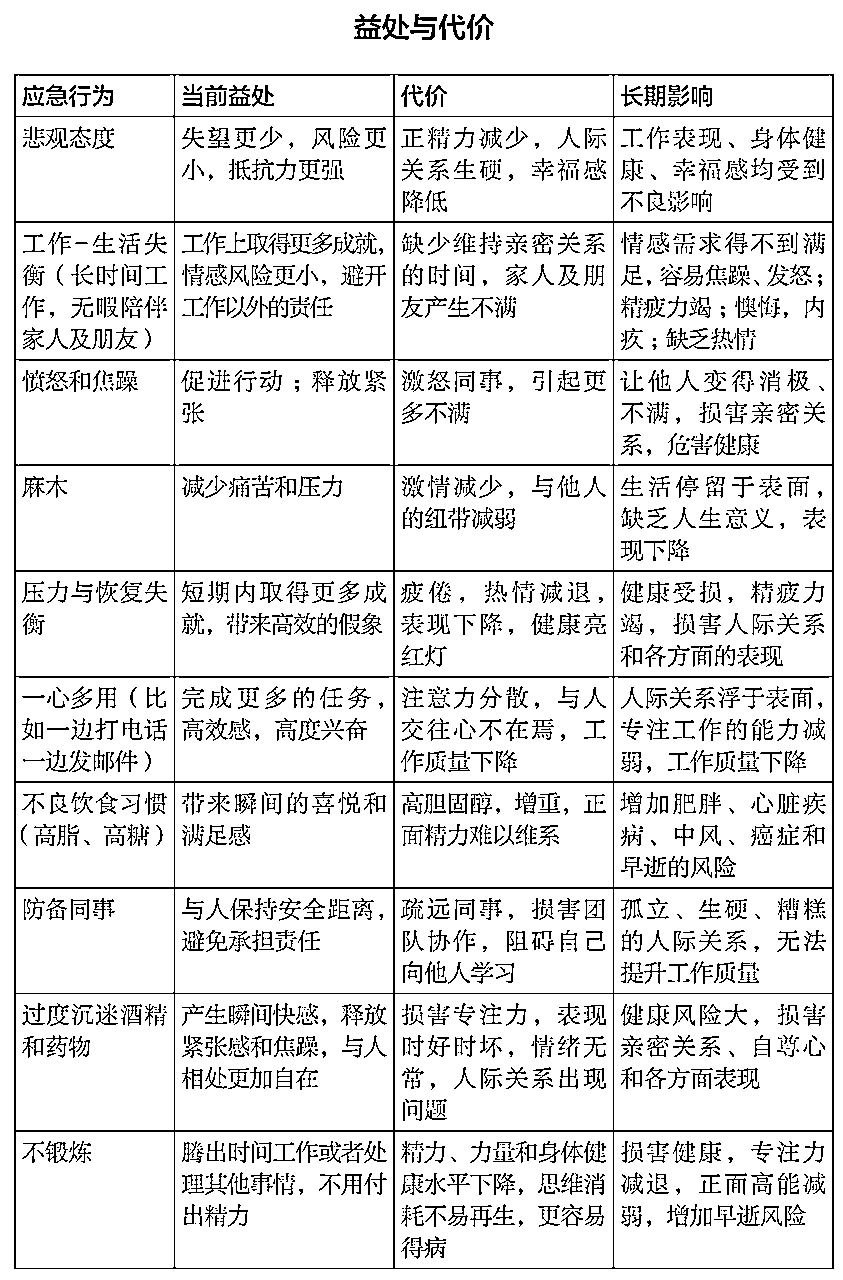 益处与代价
应急行为
当前益处
代价
长期影响
悲观态度
失望更少，风险更
小，抵抗力更强
正精力减少，人际
关系生硬，幸福感
降低
工作表现、身体健
康、幸福感均受到
不良影响
工作-生活失
衡（长时间工
作，无暇陪伴
家人及朋友）
工作上取得更多成就，
情感风险更小，避开
工作以外的责任
缺少维持亲密关系
的时间，家人及朋
友产生不满
情感需求得不到满
足，容易焦躁、发怒；
精疲力竭；懊悔，内
疚；缺乏热情
愤怒和焦躁
促进行动；释放紧
张
激怒同事，引起更
多不满
让他人变得消极、
不满，损害亲密关
系，危害健康
麻木
减少痛苦和压力
激情减少，与他人
的纽带减弱
生活停留于表面，
缺乏人生意义，表
现下降
压力与恢复失
衡
短期内取得更多成
就，带来高效的假象
疲倦，热情减退，
表现下降，健康亮
红灯
健康受损，精疲力
竭，损害人际关系
和各方面的表现
一心多用（比
如一边打电话
一边发邮件）
完成更多的任务，
高效感，高度兴奋
注意力分散，与人
交往心不在焉，工
作质量下降
人际关系浮于表面，
专注工作的能力减
弱，工作质量下降
不良饮食习惯
（高脂、高糖）
带来瞬间的喜悦和
满足感
高胆固醇，增重，正
面精力难以维系
增加肥胖、心脏疾
病、中风、癌症和
早逝的风险
防备同事
与人保持安全距离，
避免承担责任
疏远同事，损害团
队协作，阻碍自己
向他人学习
孤立、生硬、糟糕
的人际关系，无法
提升工作质量
过度沉迷酒精
和药物
产生瞬间快感，释放
紧张感和焦躁，与人
相处更加自在
损害专注力，表现
时好时坏，情绪无
常，人际关系出现
问题
健康风险大，损害
亲密关系、自尊心
和各方面表现
不锻炼
腾出时间工作或者处
理其他事情，不用付
出精力
精力、力量和身体健
康水平下降，思维消
耗不易再生，更容易
得病
损害健康，专注力
减退，正面高能减
弱，增加早逝风险